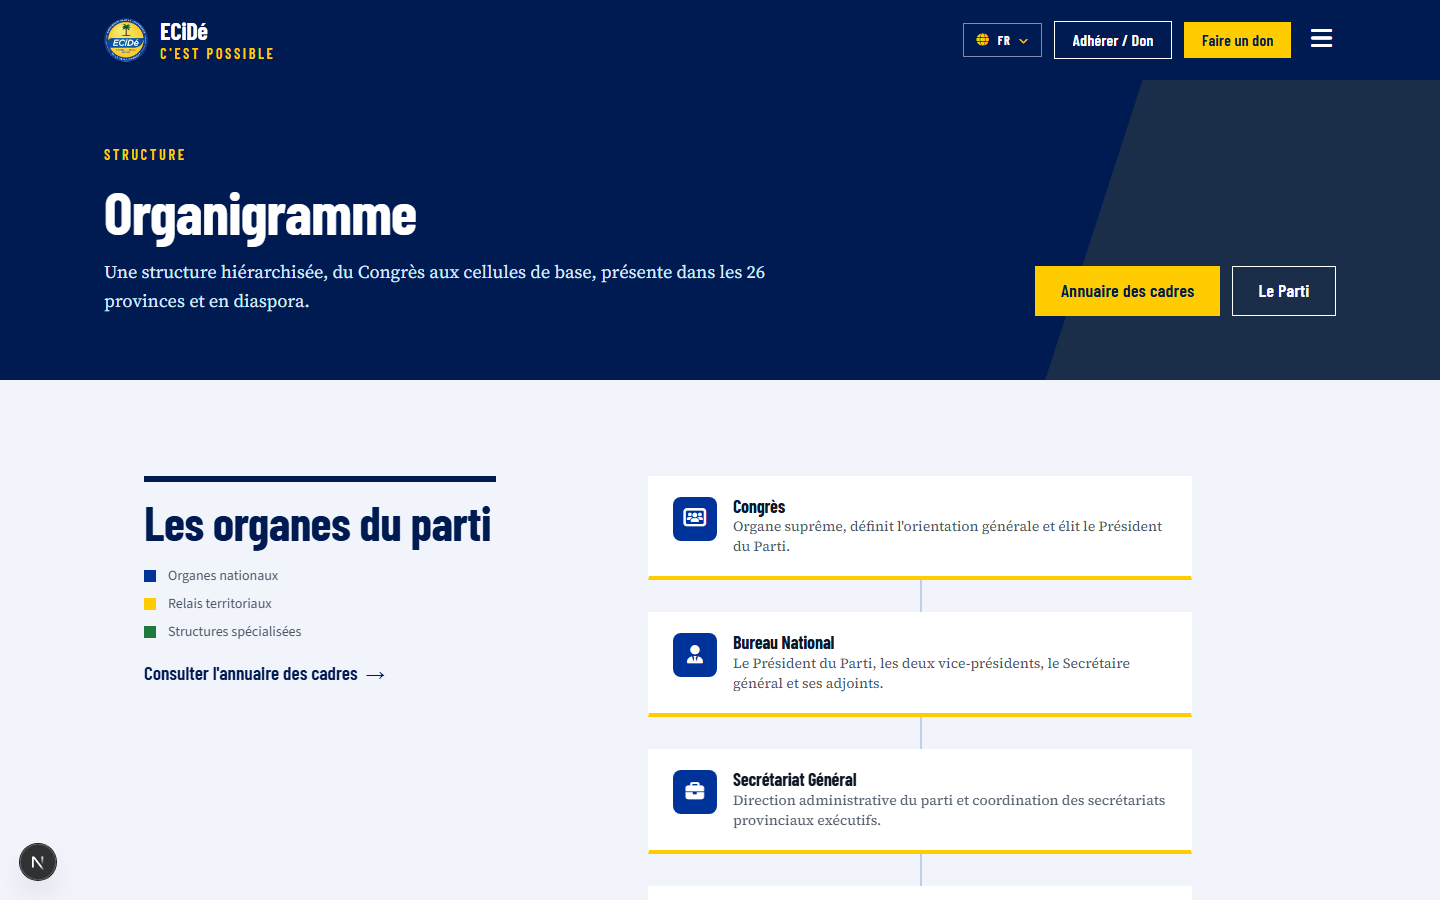 ECiDé
ECiDé
C'EST POSSIBLE
FR
Adhérer / Don
Faire un don
STRUCTURE
Organigramme
Une structure hiérarchisée, du Congrès aux cellules de base, présente dans les 26
provinces et en diaspora.
Annuaire des cadres
Le Parti
Les organes du parti
Organes nationaux
Relais territoriaux
Structures spécialisées
Consulter l'annuaire des cadres →
Congrès
Organe suprême, définit l'orientation générale et élit le Président
du Parti.
Bureau National
Le Président du Parti, les deux vice-présidents, le Secrétaire
général et ses adjoints.
Secrétariat Général
Direction administrative du parti et coordination des secrétariats
provinciaux exécutifs.
N